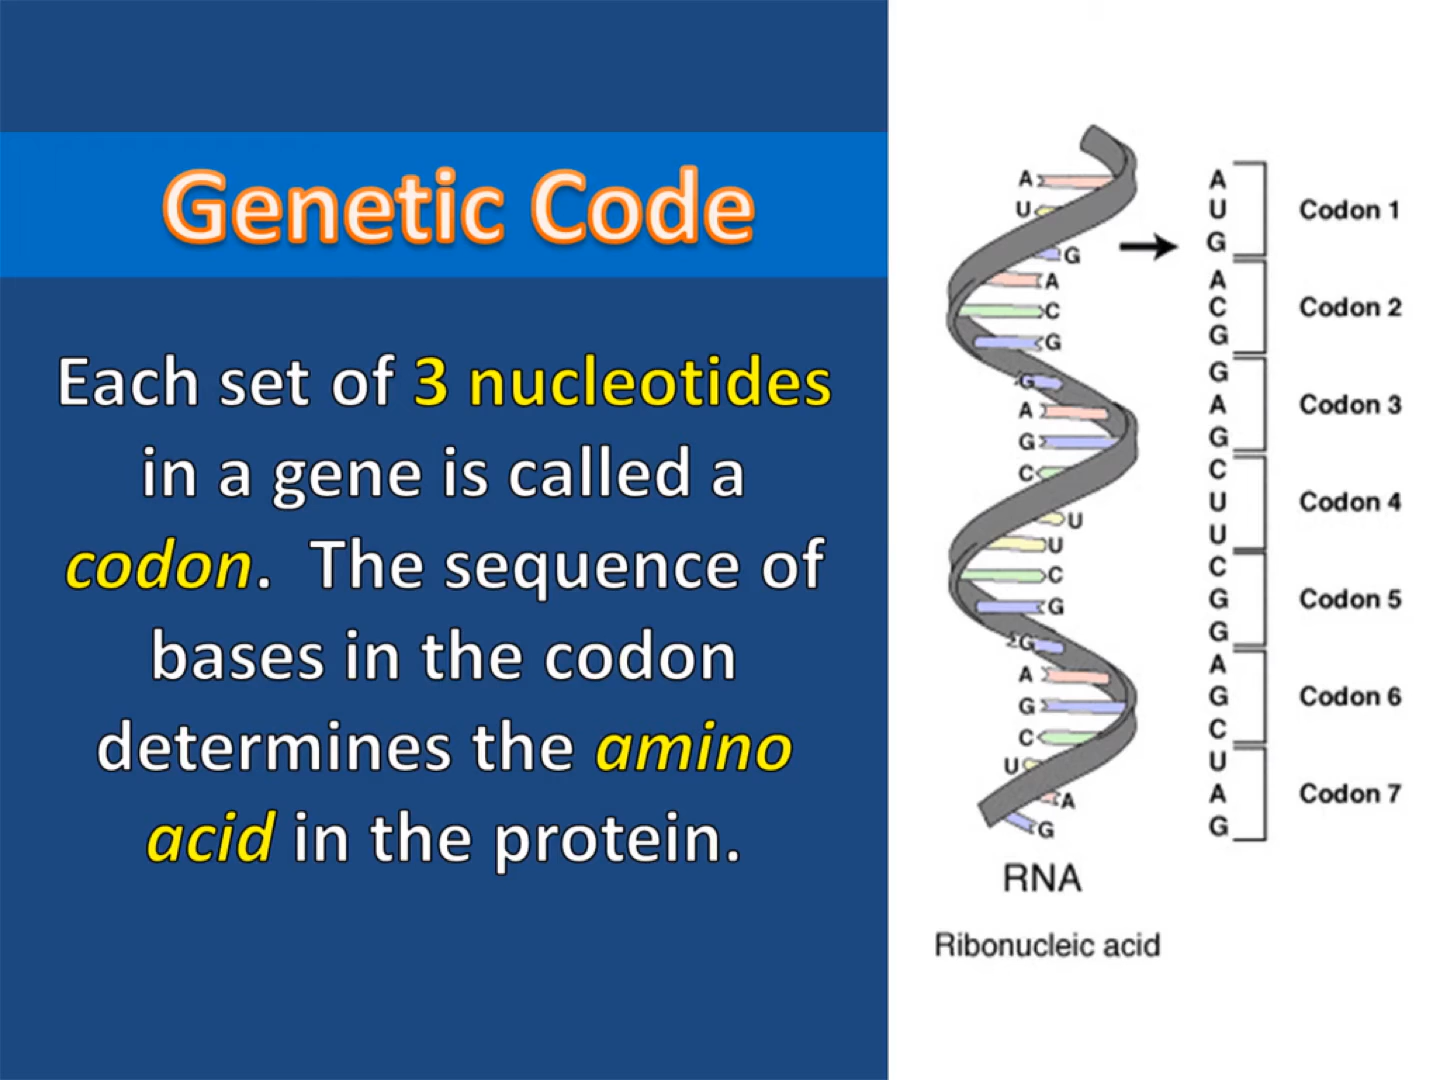 Genetic Code
Each set of 3 nucleotides
in a gene is called a
codon.  The sequence of
bases in the codon
determines the amino
acid in the protein.
A
U
G
A
C
G
G
A
G
C
U
U
C
G
G
A
G
C
U
A
G
RNA
Ribonucleic acid
A
U
G
Codon 1
A
C
G
Codon 2
G
A
G
Codon 3
C
U
U
Codon 4
C
G
G
Codon 5
A
G
C
Codon 6
U
A
G
Codon 7